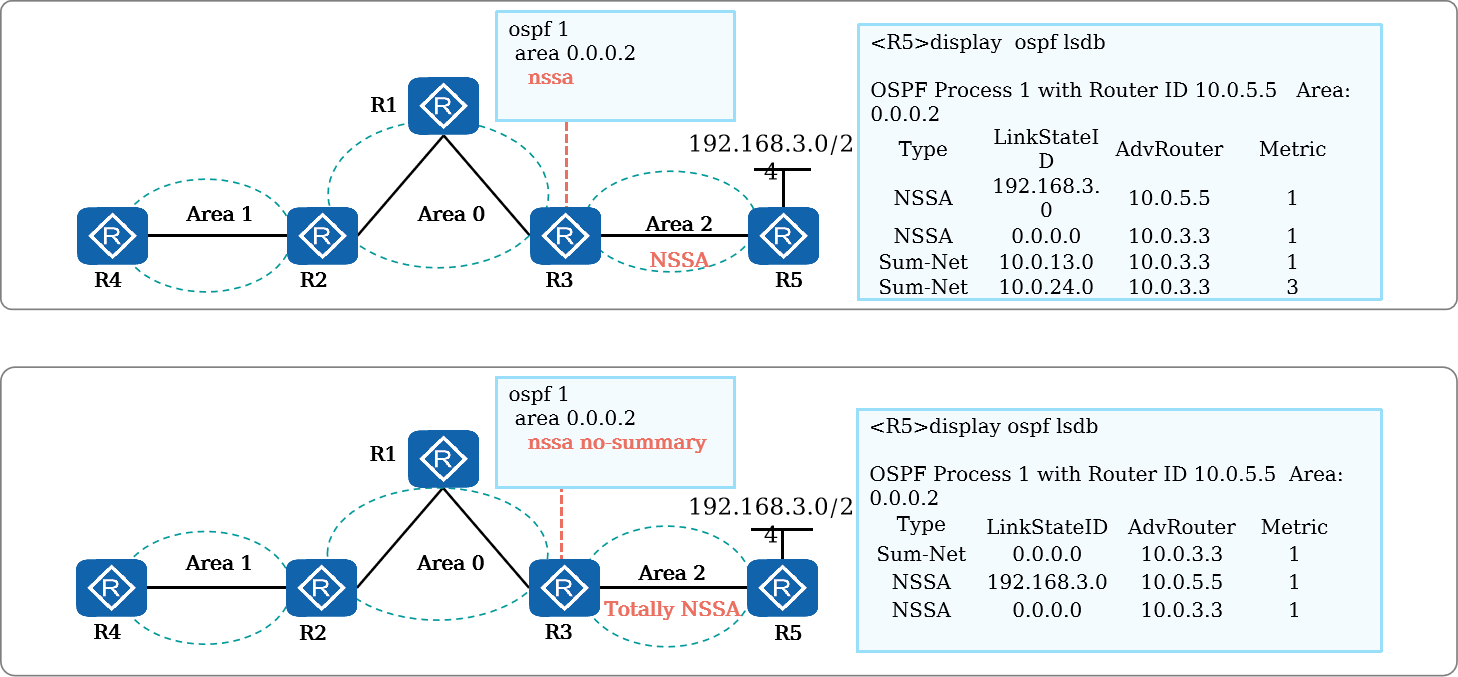 ospf 1
area 0.0.0.2
nssa
R
R1
192.168.3.0/2
4
Area 1
Area 0
Area 2
NSSA
R
R
R
R
R4
R2
R3
R5
<R5>display  ospf lsdb
OSPF Process 1 with Router ID 10.0.5.5   Area:
0.0.0.2
Type LinkStateI
D AdvRouter Metric
NSSA 192.168.3.
0 10.0.5.5 1
NSSA 0.0.0.0 10.0.3.3 1
Sum-Net 10.0.13.0 10.0.3.3 1
Sum-Net 10.0.24.0 10.0.3.3 3
ospf 1
area 0.0.0.2
nssa no-summary
R
R1
192.168.3.0/2
4
Area 1
Area 0
Area 2
Totally NSSA
R
R
R
R
R4
R2
R3
R5
<R5>display ospf lsdb
OSPF Process 1 with Router ID 10.0.5.5  Area:
0.0.0.2
Type LinkStateID AdvRouter Metric
Sum-Net 0.0.0.0 10.0.3.3 1
NSSA 192.168.3.0 10.0.5.5 1
NSSA 0.0.0.0 10.0.3.3 1